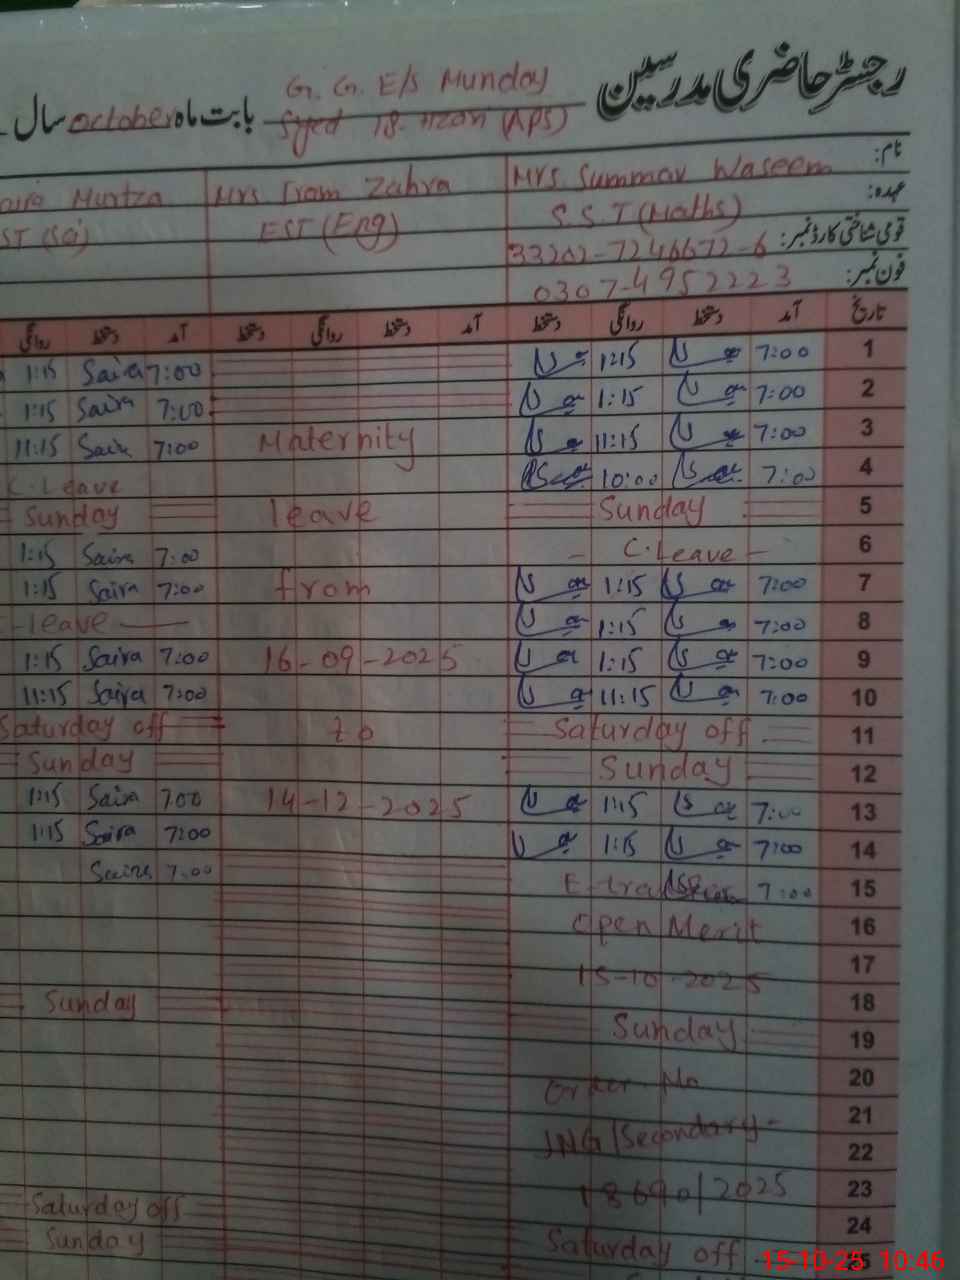 رجسٹر حاضری مدرسین
G. G. E/S Munday
بابت ماہ October سال
Syed 18-
(APS)
نام: Mrs. Summar Waseem Mrs Iram Zahra Murtza
عہدہ: S.S.T (Maths) EST (Eng) ST (Sci)
قومی شناختی کارڈ نمبر: 33202-7246672-6
فون نمبر: 0307-4952223
تاریخ آمد دستخط روانگی دستخط آمد دستخط روانگی دستخط آمد دستخط روانگی
1 7:00 1:15 7:00 Saira 1:15
2 7:00 1:15 7:00 Saira 1:15
3 7:00 11:15 Maternity 7:00 Saira 11:15
4 7:00 10:00 C.Leave
5 Sunday leave Sunday
6 - C.Leave - 7:00 Saira 1:15
7 7:00 1:15 from 7:00 Saira 1:15
8 7:00 1:15 -leave-
9 7:00 1:15 16-09-2025 7:00 Saira 1:15
10 7:00 11:15 7:00 Saira 11:15
11 Saturday off to Saturday off
12 Sunday Sunday
13 7:00 1:15 14-12-2025 7:00 Saira 1:15
14 7:00 1:15 7:00 Saira 1:15
15 7:00 7:00 Saira
16 Open Merit
17 15-10-2025
18
19 Sunday Sunday
20 Order No
21 JNG/Secondary-
22
23 18690/2025
24 Saturday off
25 Saturday off Sunday
15-10-25 10:46